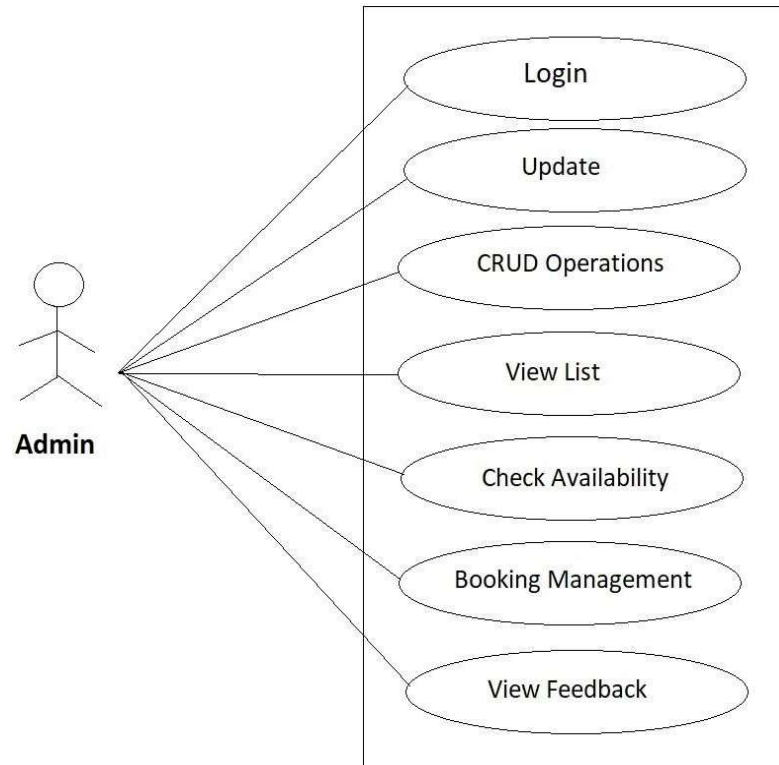 Login
Update
CRUD Operations
View List
Admin
Check Availability
Booking Management
View Feedback